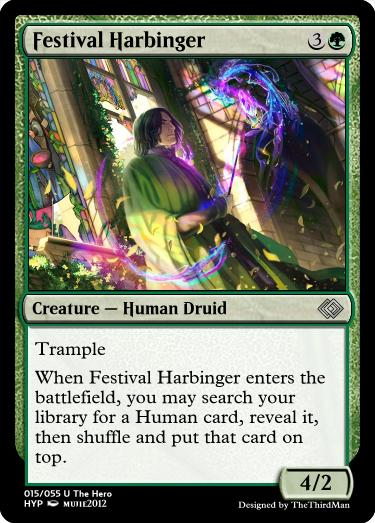 Festival Harbinger 3
Creature — Human Druid
Trample
When Festival Harbinger enters the
battlefield, you may search your
library for a Human card, reveal it,
then shuffle and put that card on
top.
4/2
015/055 U The Hero
HYP MUTE2012
Designed by TheThirdMan